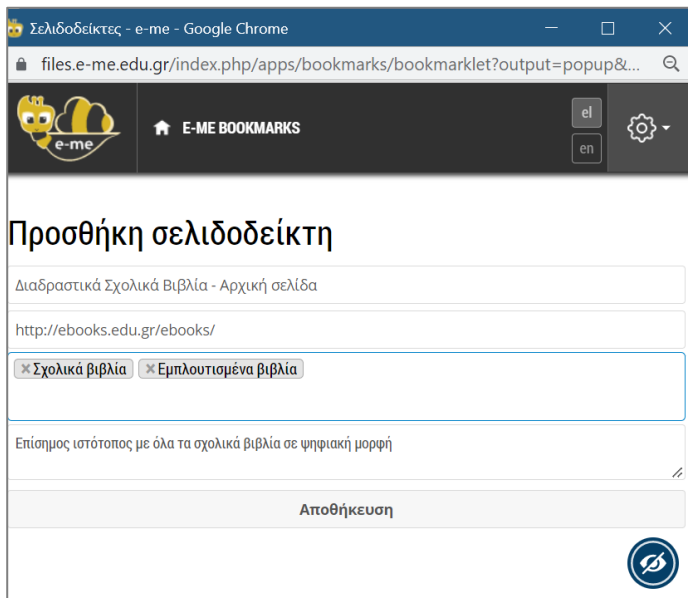 Σελιδοδείκτες - e-me - Google Chrome
files.e-me.edu.gr/index.php/apps/bookmarks/bookmarklet?output=popup&...
e-me
E-ME BOOKMARKS
el
en
Προσθήκη σελιδοδείκτη
Διαδραστικά Σχολικά Βιβλία - Αρχική σελίδα
http://ebooks.edu.gr/ebooks/
×Σχολικά βιβλία ×Εμπλουτισμένα βιβλία
Επίσημος ιστότοπος με όλα τα σχολικά βιβλία σε ψηφιακή μορφή
Αποθήκευση